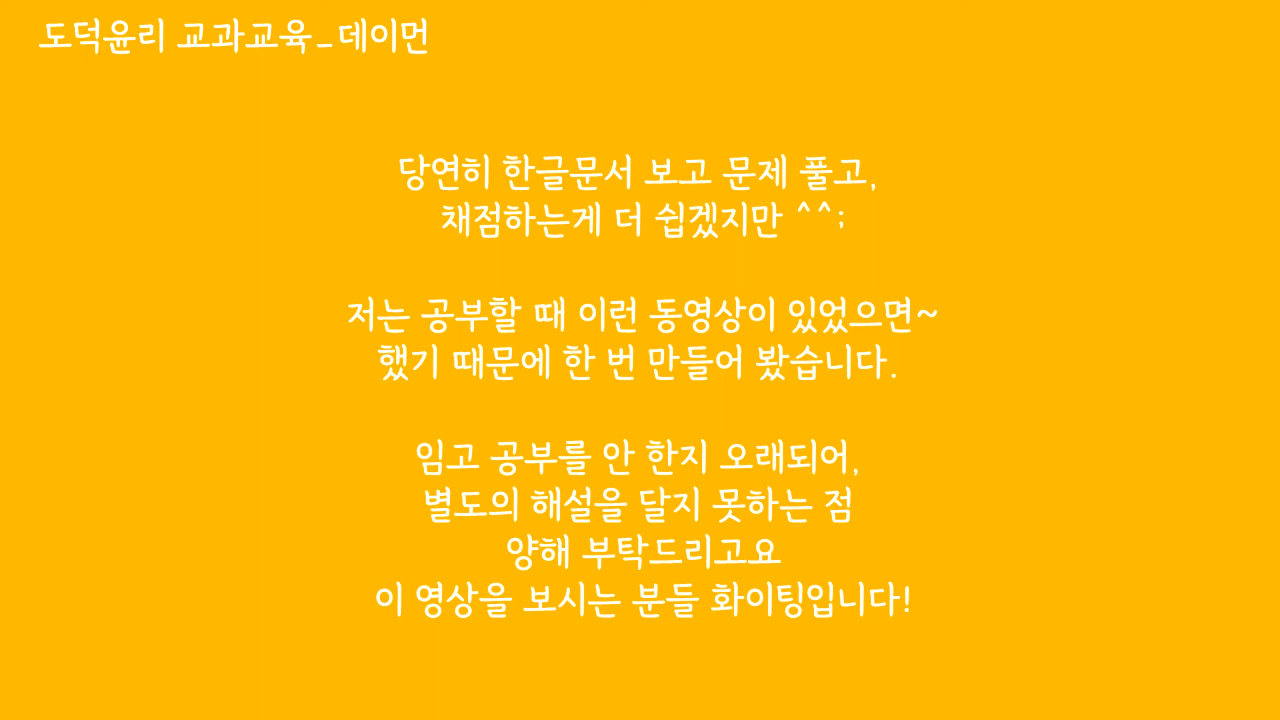 도덕윤리 교과교육_데이먼
당연히 한글문서 보고 문제 풀고,
채점하는게 더 쉽겠지만 ^^;
저는 공부할 때 이런 동영상이 있었으면~
했기 때문에 한 번 만들어 봤습니다.
임고 공부를 안 한지 오래되어,
별도의 해설을 달지 못하는 점
양해 부탁드리고요
이 영상을 보시는 분들 화이팅입니다!